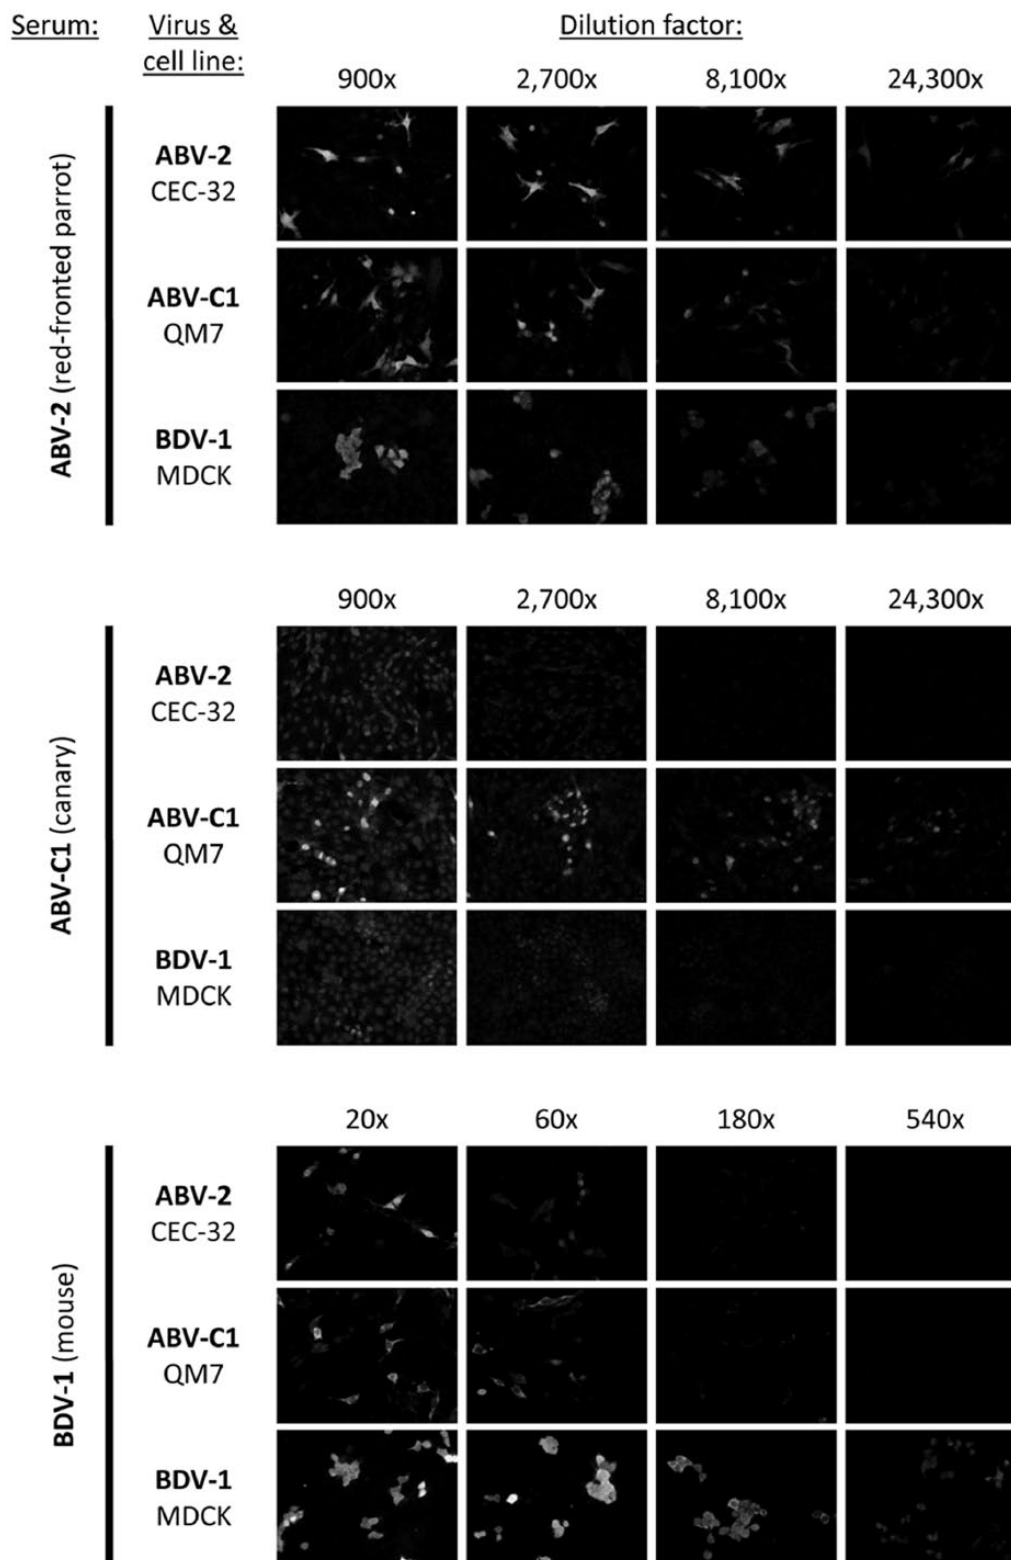 Serum:
Virus &
cell line:
Dilution factor:
900x
2,700x
8,100x
24,300x
ABV-2 (red-fronted parrot)
ABV-2
CEC-32
ABV-C1
QM7
BDV-1
MDCK
900x
2,700x
8,100x
24,300x
ABV-C1 (canary)
ABV-2
CEC-32
ABV-C1
QM7
BDV-1
MDCK
20x
60x
180x
540x
BDV-1 (mouse)
ABV-2
CEC-32
ABV-C1
QM7
BDV-1
MDCK